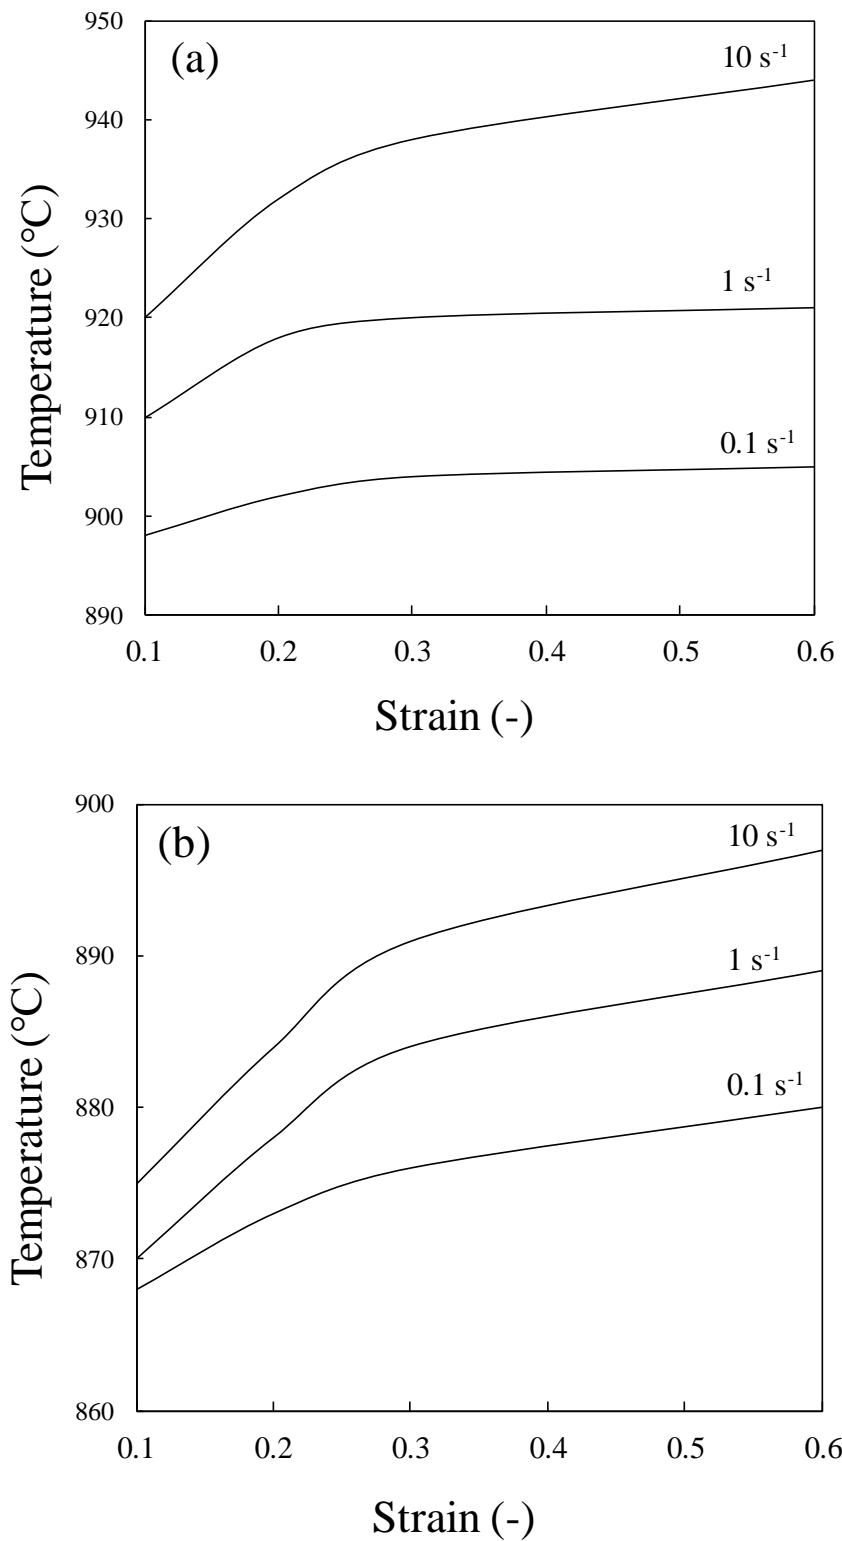 950
(a)
10 s-1
940
930
1 s-1
920
910
0.1 s-1
900
890
0.1 0.2 0.3 0.4 0.5 0.6
Temperature (°C)
Strain (-)
900
(b)
10 s-1
890
1 s-1
880
0.1 s-1
870
860
0.1 0.2 0.3 0.4 0.5 0.6
Temperature (°C)
Strain (-)